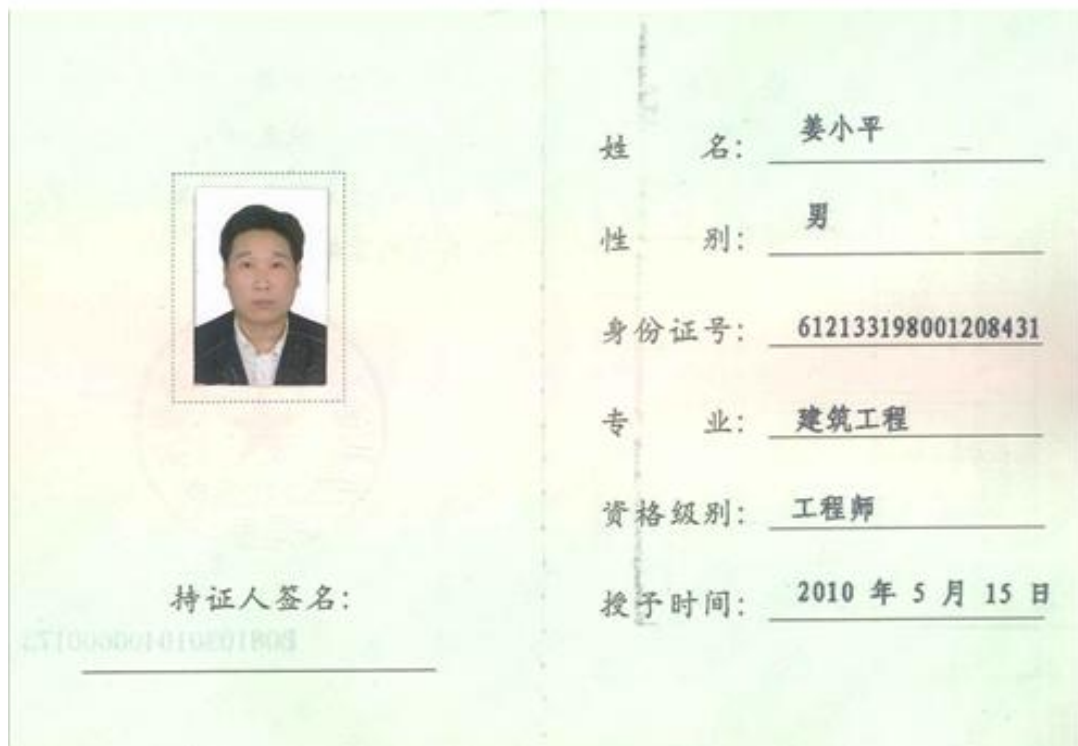 持证人签名:
姓 名: 姜小平
性 别: 男
身份证号: 612133198001208431
专 业: 建筑工程
资格级别: 工程师
授予时间: 2010 年 5 月 15 日